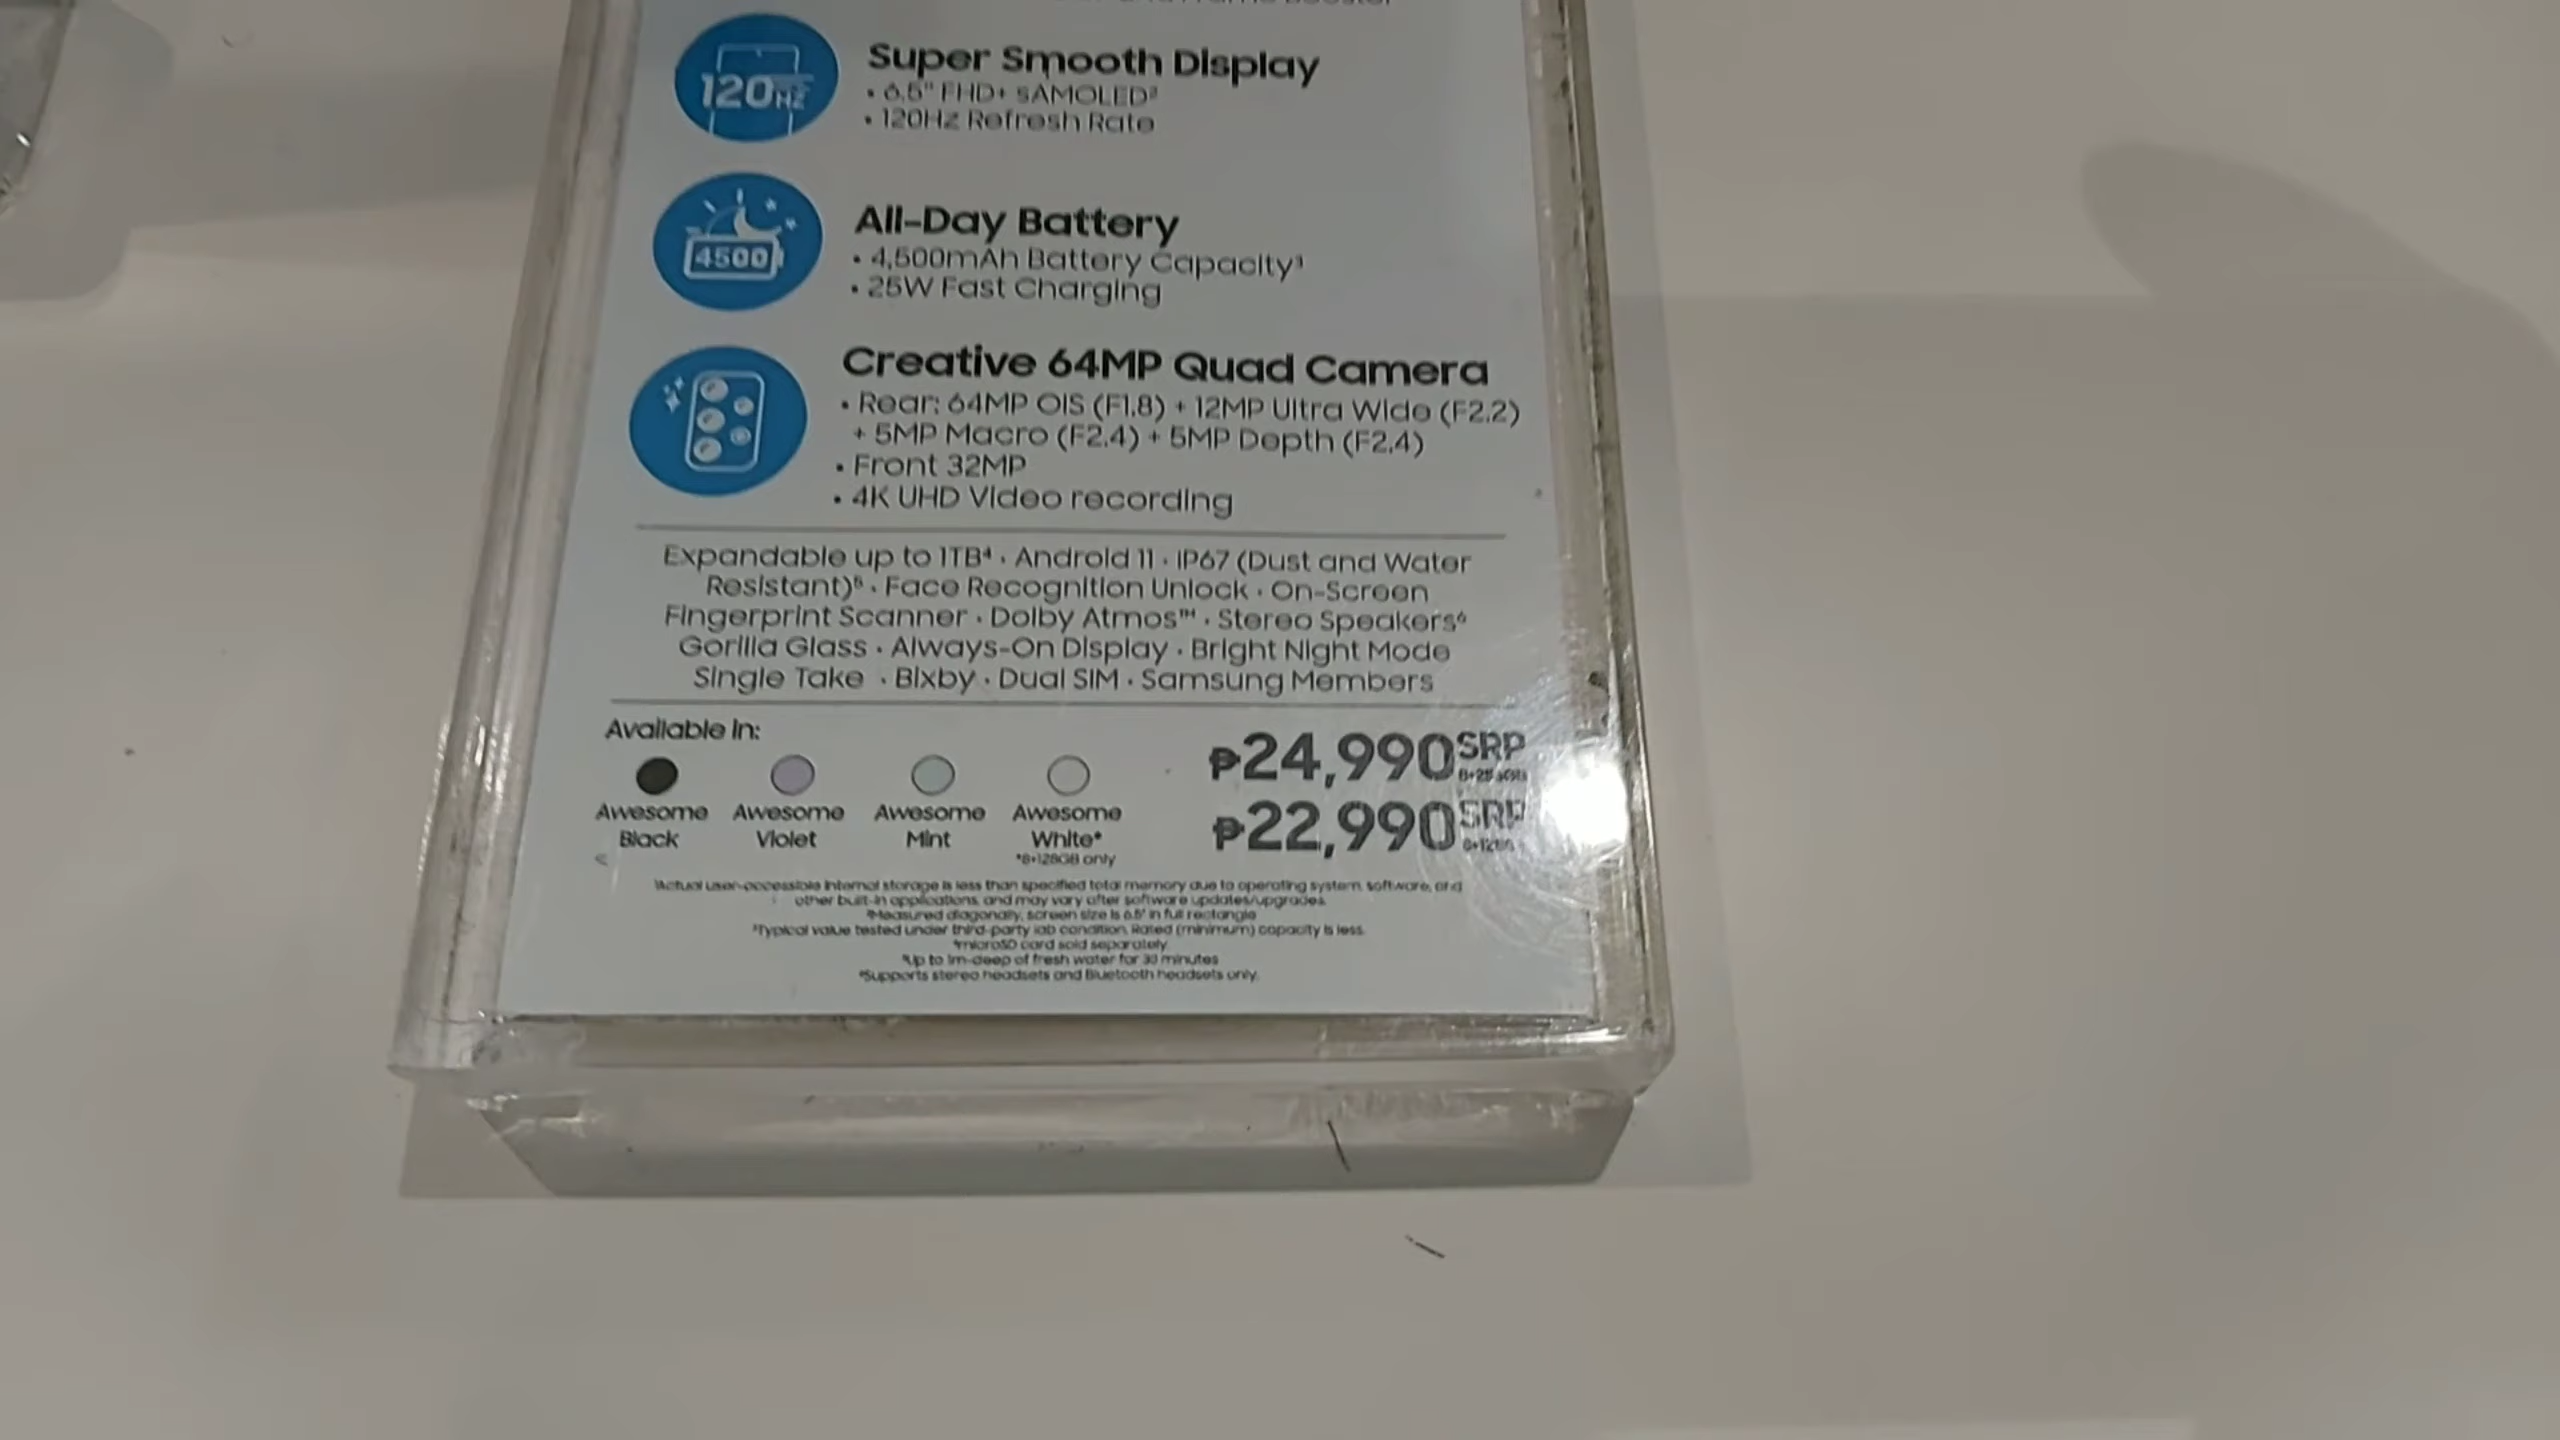 120Hz
Super Smooth Display
• 6.5" FHD+ sAMOLED²
• 120Hz Refresh Rate
4500
All-Day Battery
• 4,500mAh Battery Capacity³
• 25W Fast Charging
Creative 64MP Quad Camera
• Rear: 64MP OIS (F1.8) + 12MP Ultra Wide (F2.2)
+ 5MP Macro (F2.4) + 5MP Depth (F2.4)
• Front 32MP
• 4K UHD Video recording
Expandable up to 1TB⁴ • Android 11 • IP67 (Dust and Water
Resistant)⁵ • Face Recognition Unlock • On-Screen
Fingerprint Scanner • Dolby Atmos™ • Stereo Speakers⁶
Gorilla Glass • Always-On Display • Bright Night Mode
Single Take • Bixby • Dual SIM • Samsung Members
Available in:
Awesome Black
Awesome Violet
Awesome Mint
Awesome White*
*8+128GB only
₱24,990 SRP
₱22,990 SRP
¹Actual user-accessible internal storage is less than specified total memory due to operating system, software, and
other built-in applications, and may vary after software updates/upgrades.
²Measured diagonally, screen size is 6.5" in full rectangle
³Typical value tested under third-party lab condition. Rated (minimum) capacity is less.
⁴microSD card sold separately.
⁵Up to 1m-deep of fresh water for 30 minutes
⁶Supports stereo headsets and Bluetooth headsets only.